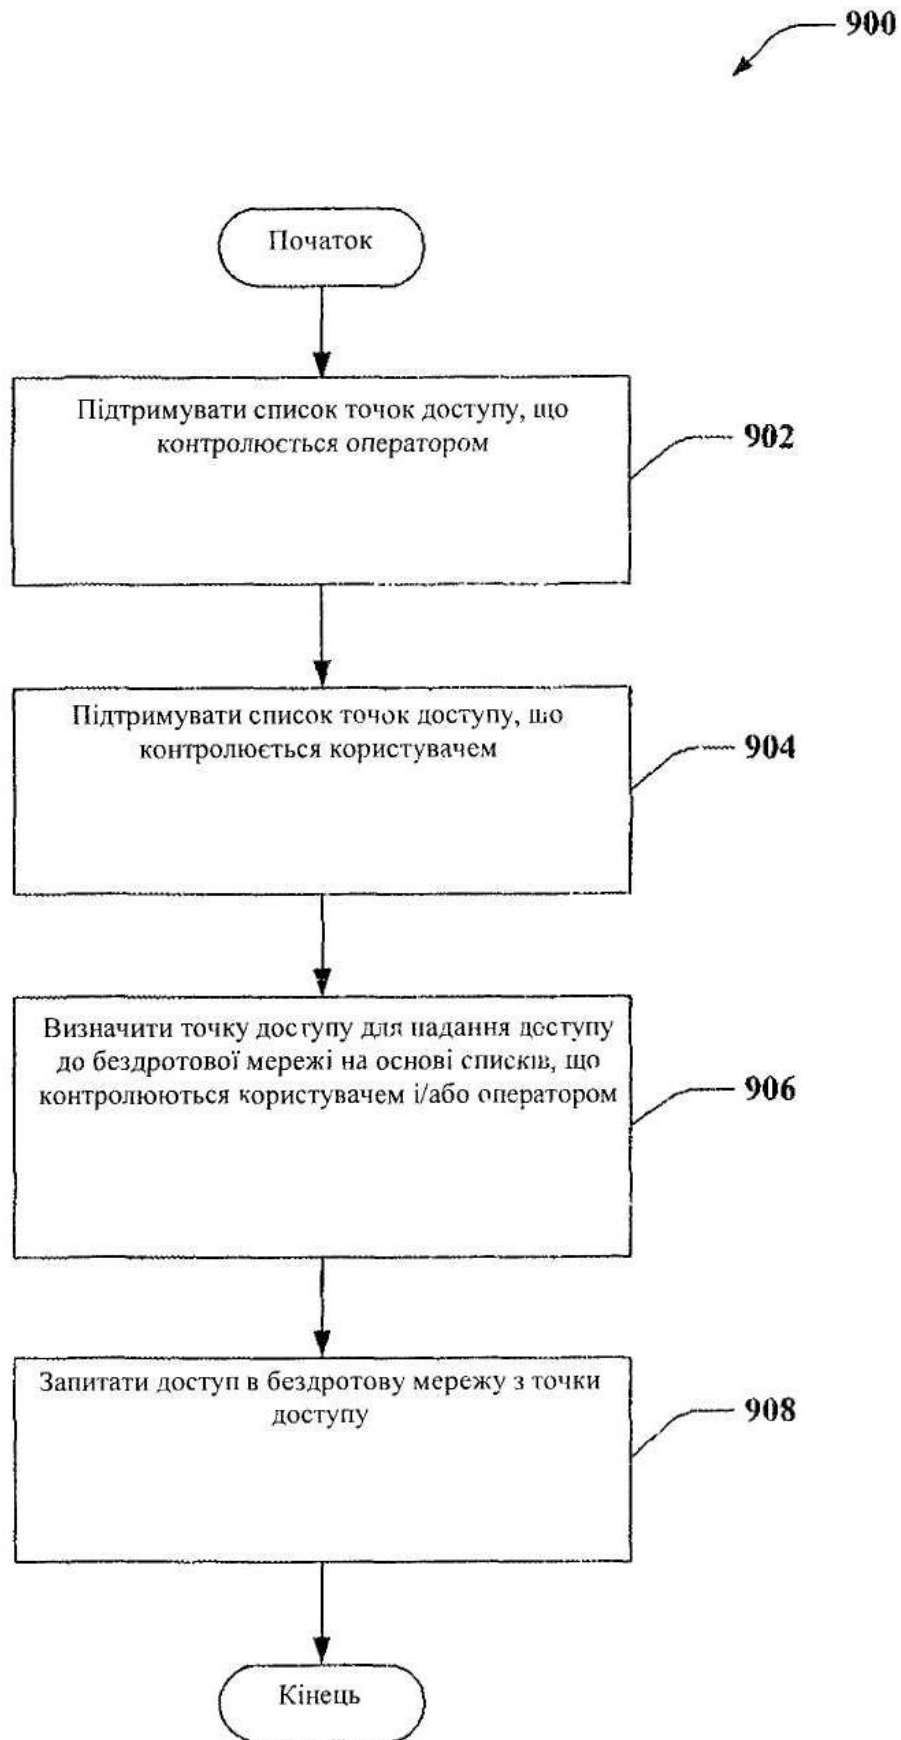 900
Початок
Підтримувати список точок доступу, що
контролюється оператором
902
Підтримувати список точок доступу, що
контролюється користувачем
904
Визначити точку доступу для надання доступу
до бездротової мережі на основі списків, що
контролюються користувачем і/або оператором
906
Запитати доступ в бездротову мережу з точки
доступу
908
Кінець